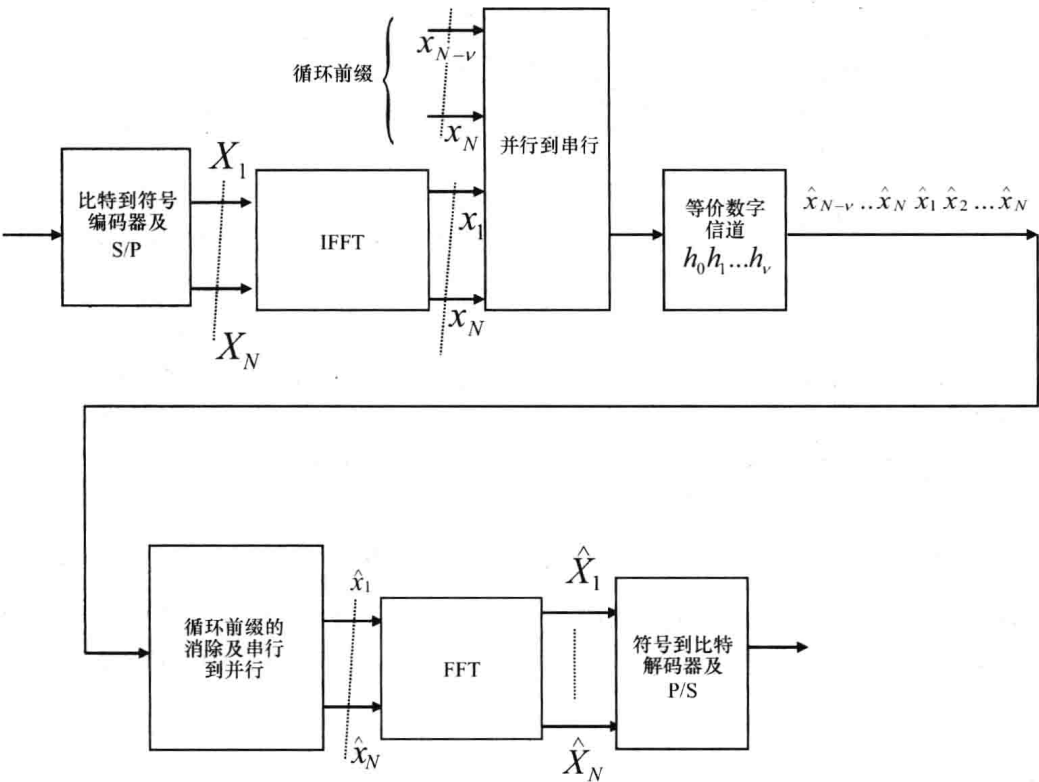 循环前缀
x_{N-v}
x_N
并行到串行
比特到符号
编码器及
S/P
X_1
X_N
IFFT
x_1
x_N
等价数字
信道
h_0 h_1 ... h_v
x̂_{N-v} .. x̂_N x̂_1 x̂_2 ... x̂_N
循环前缀的
消除及串行
到并行
x̂_1
x̂_N
FFT
X̂_1
X̂_N
符号到比特
解码器及
P/S